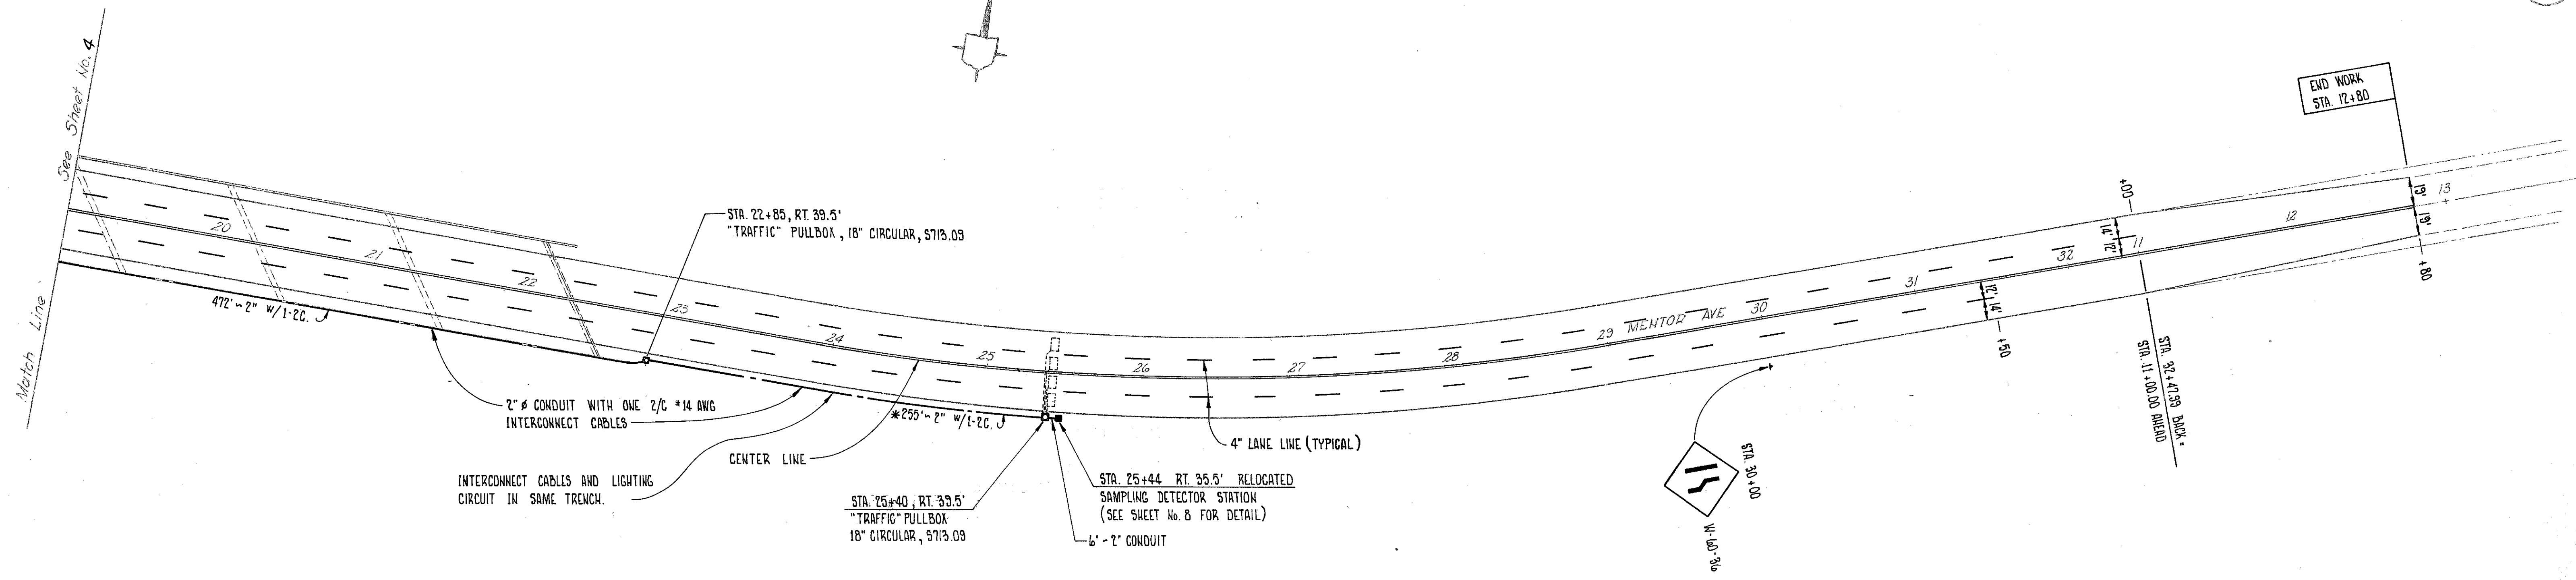 See Sheet No. 4
Match Line
20
21
22
23
24
25
26
27
28
29
MENTOR AVE
30
31
32
11
12
13
472'~2" W/1-2C.
STA. 22+85, RT. 39.5'
"TRAFFIC" PULLBOX, 18" CIRCULAR, S713.09
2"ø CONDUIT WITH ONE 2/C #14 AWG
INTERCONNECT CABLES
*255'~2" W/1-2C.
CENTER LINE
INTERCONNECT CABLES AND LIGHTING
CIRCUIT IN SAME TRENCH.
STA. 25+40, RT. 39.5'
"TRAFFIC" PULLBOX
18" CIRCULAR, S713.09
STA. 25+44 RT. 35.5' RELOCATED
SAMPLING DETECTOR STATION
(SEE SHEET No. 8 FOR DETAIL)
6'-2" CONDUIT
4" LANE LINE (TYPICAL)
STA. 30+00
W-60-36
12' 14'
+50
+00
14' 12'
STA. 32+47.99 BACK =
STA. 11+00.00 AHEAD
END WORK
STA. 12+80
19'
19'
+80